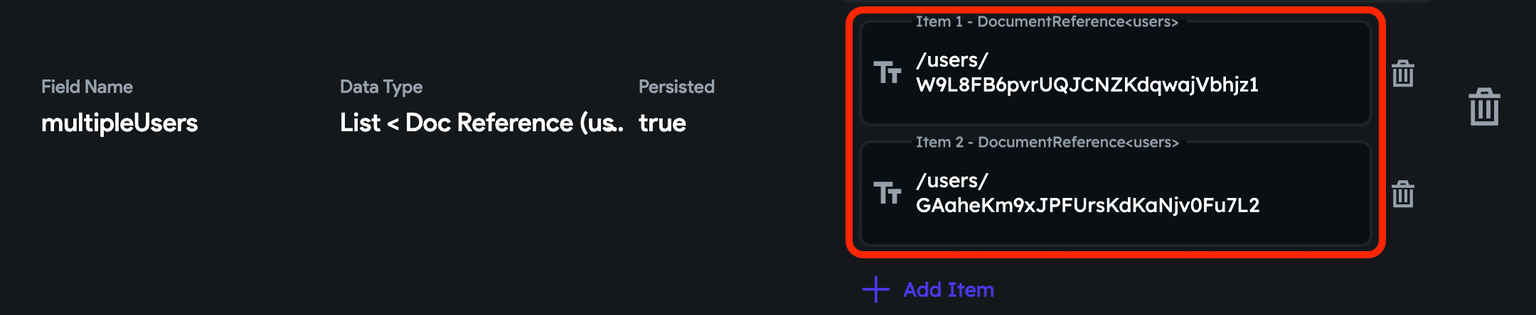 Item 1 - DocumentReference<users>
/users/
W9L8FB6pvrUQJCNZKdqwajVbhjz1
Field Name Data Type Persisted
multipleUsers List < Doc Reference (us.. true
Item 2 - DocumentReference<users>
/users/
GAaheKm9xJPFUrsKdKaNjv0Fu7L2
Add Item